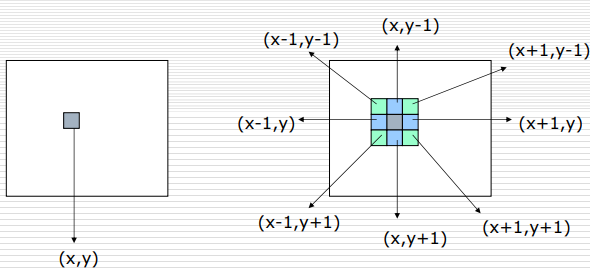 (x,y)
(x-1,y-1)
(x,y-1)
(x+1,y-1)
(x-1,y)
(x+1,y)
(x-1,y+1)
(x,y+1)
(x+1,y+1)